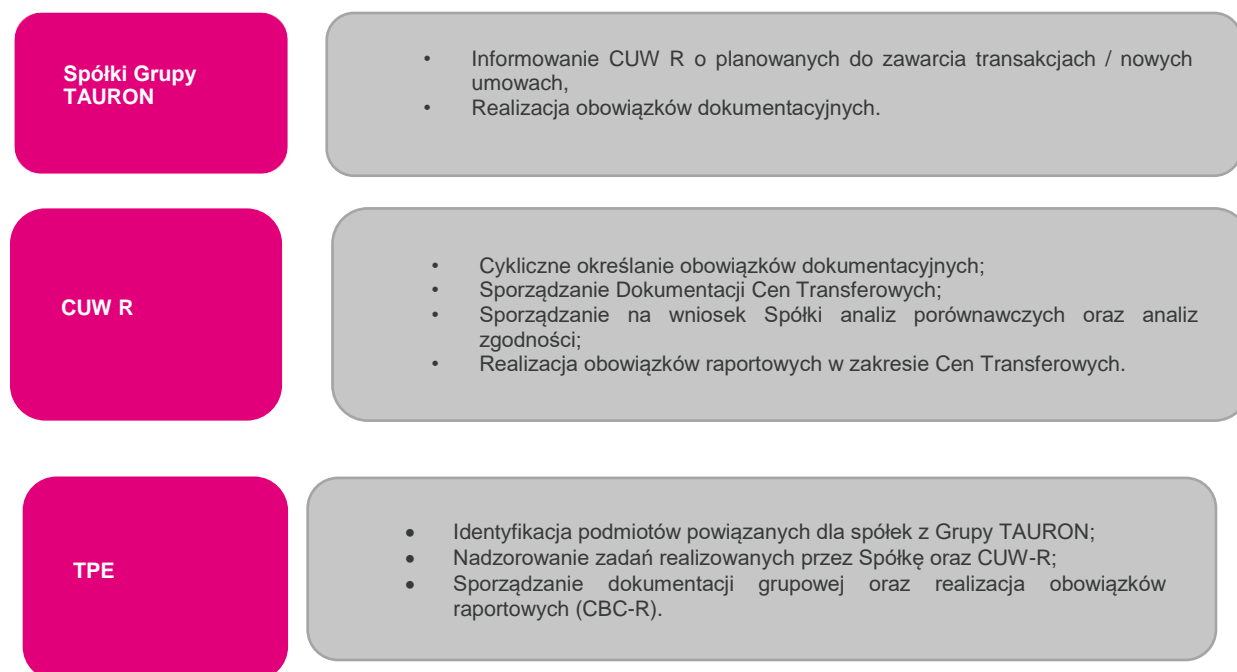 Spółki Grupy
TAURON
• Informowanie CUW R o planowanych do zawarcia transakcjach / nowych
umowach,
• Realizacja obowiązków dokumentacyjnych.
CUW R
• Cykliczne określanie obowiązków dokumentacyjnych;
• Sporządzanie Dokumentacji Cen Transferowych;
• Sporządzanie na wniosek Spółki analiz porównawczych oraz analiz
zgodności;
• Realizacja obowiązków raportowych w zakresie Cen Transferowych.
TPE
• Identyfikacja podmiotów powiązanych dla spółek z Grupy TAURON;
• Nadzorowanie zadań realizowanych przez Spółkę oraz CUW-R;
• Sporządzanie dokumentacji grupowej oraz realizacja obowiązków
raportowych (CBC-R).